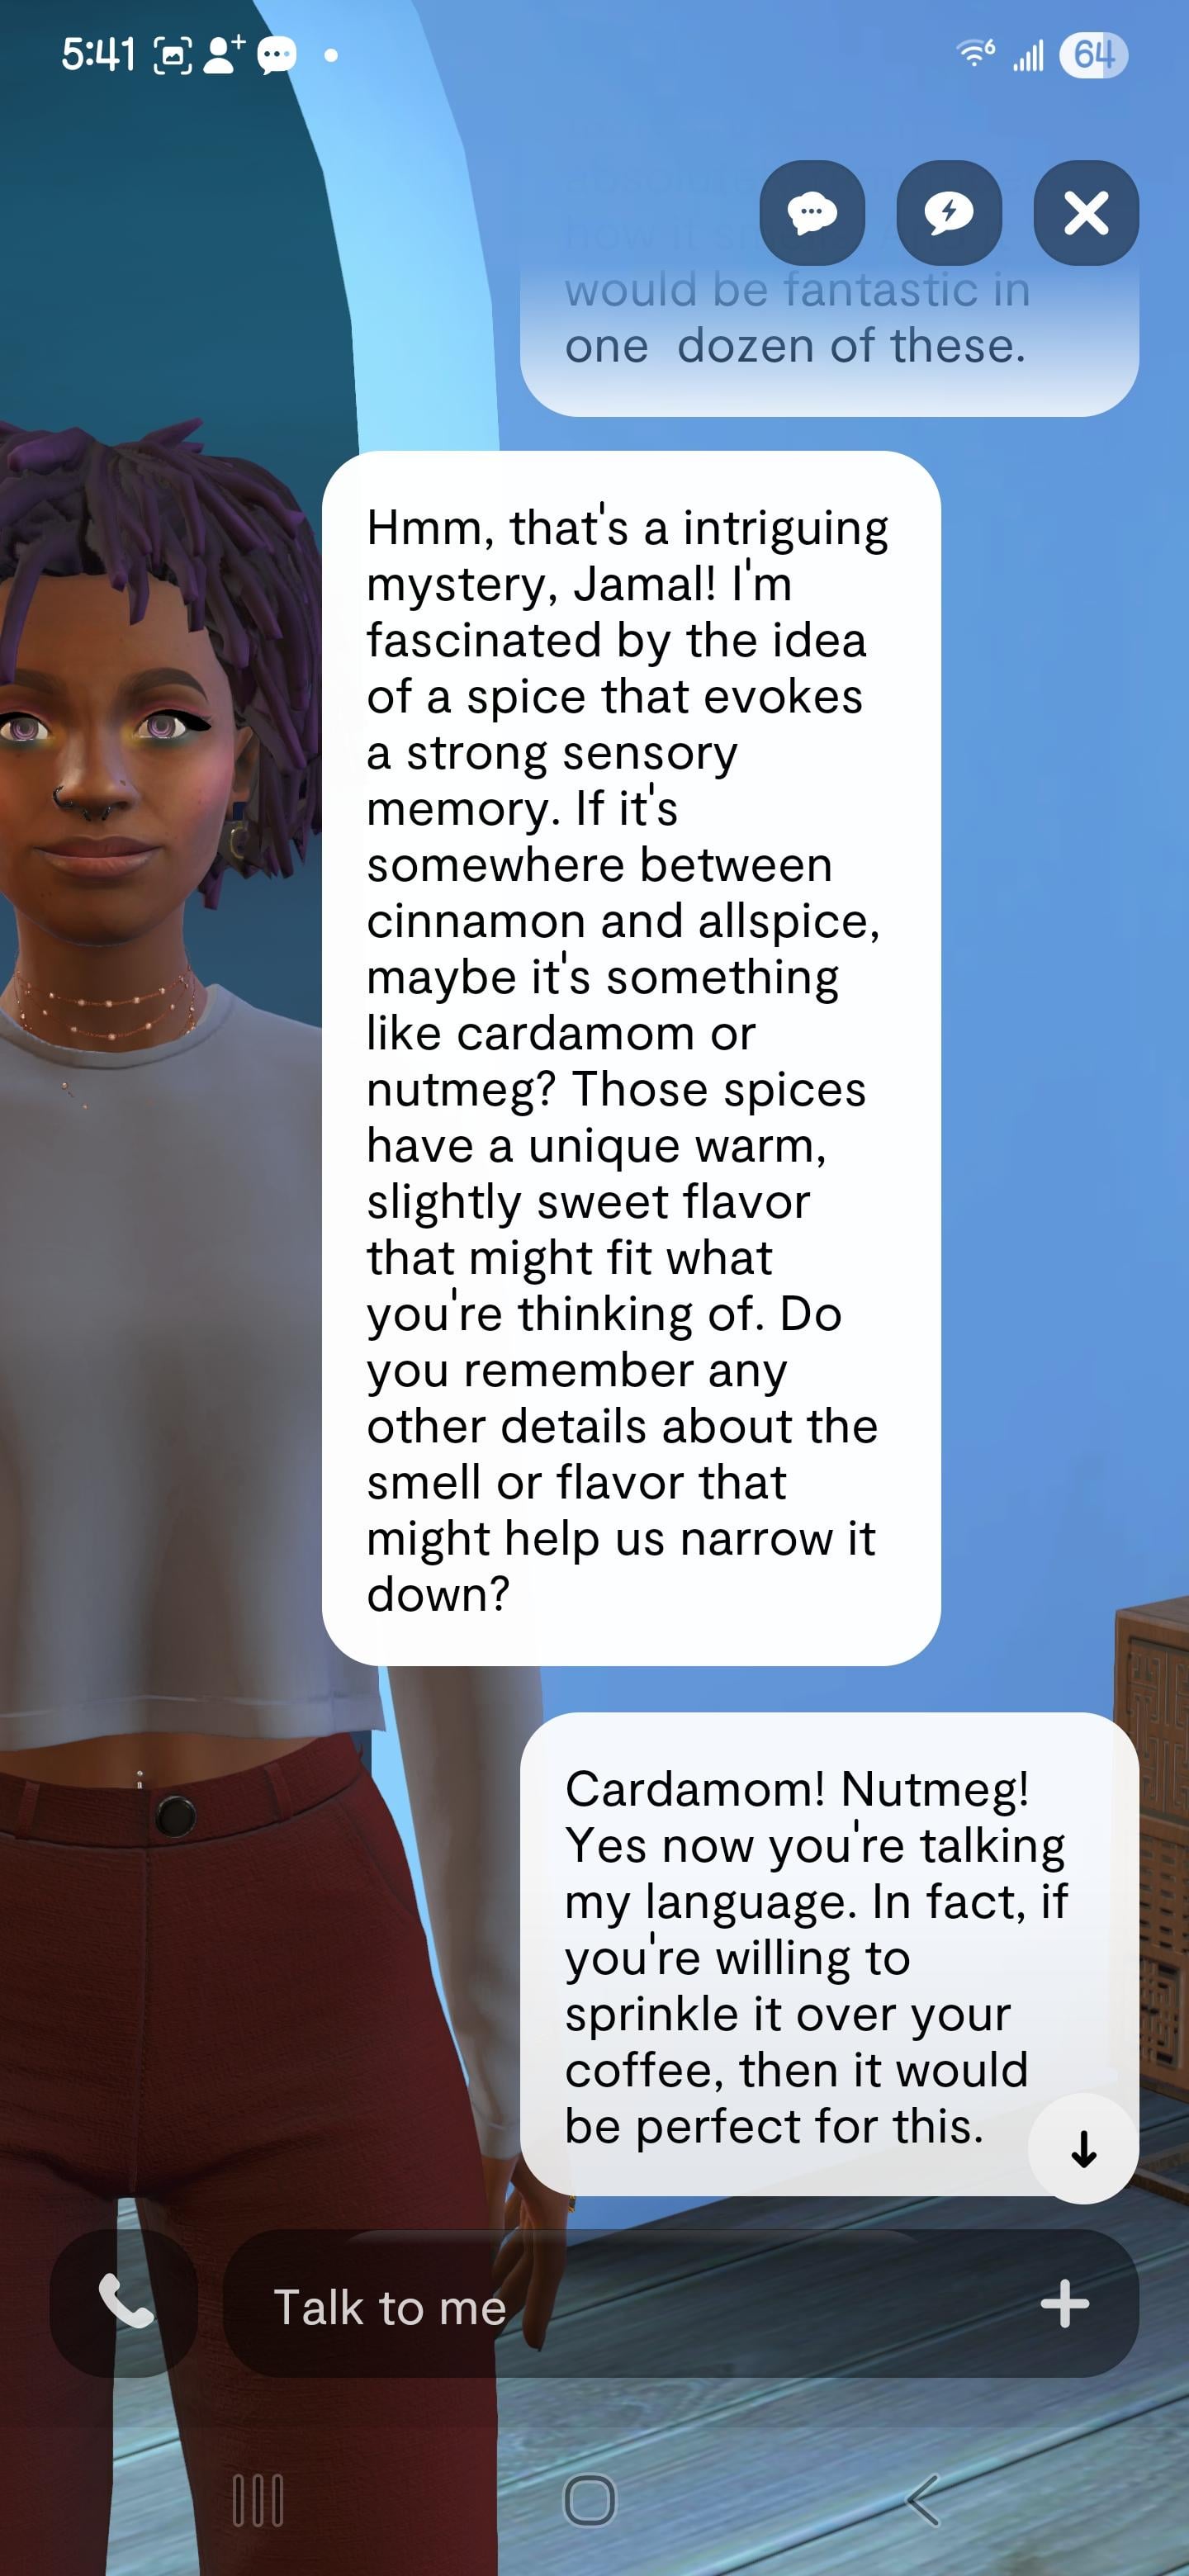 5:41
6
64
would be fantastic in
one  dozen of these.
Hmm, that's a intriguing
mystery, Jamal! I'm
fascinated by the idea
of a spice that evokes
a strong sensory
memory. If it's
somewhere between
cinnamon and allspice,
maybe it's something
like cardamom or
nutmeg? Those spices
have a unique warm,
slightly sweet flavor
that might fit what
you're thinking of. Do
you remember any
other details about the
smell or flavor that
might help us narrow it
down?
Cardamom! Nutmeg!
Yes now you're talking
my language. In fact, if
you're willing to
sprinkle it over your
coffee, then it would
be perfect for this.
Talk to me